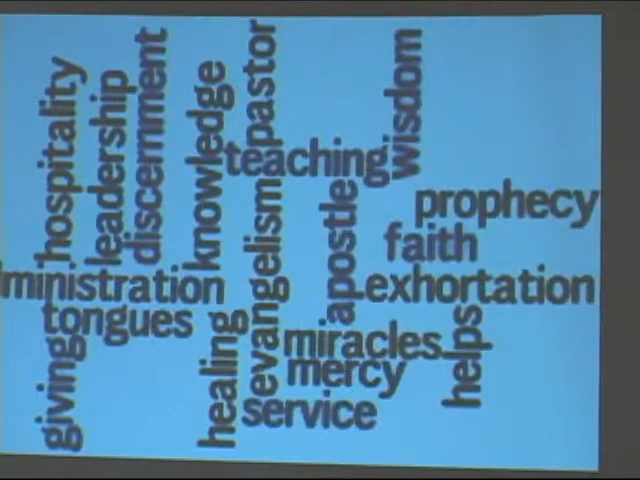 hospitality
leadership
discernment
knowledge
pastor
wisdom
teaching
prophecy
apostle
faith
evangelism
ministration
exhortation
tongues
giving
healing
miracles
helps
mercy
service